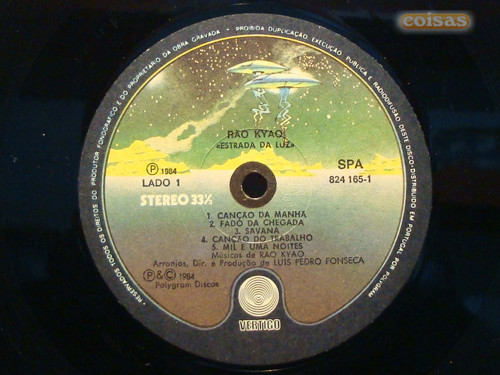 coisas
RESERVADOS TODOS OS DIREITOS DO PRODUTOR FONOGRÁFICO E DO PROPRIETÁRIO DA OBRA GRAVADA • PROIBIDA DUPLICAÇÃO, EXECUÇÃO PÚBLICA E RADIODIFUSÃO DESTE DISCO-DISTRIBUIDO EM PORTUGAL POR POLYGRAM •
RÃO KYAO
«ESTRADA DA LUZ»
Ⓟ 1984
LADO 1
STEREO 33⅓
SPA
824 165-1
1. CANÇÃO DA MANHÃ
2. FADO DA CHEGADA
3. SAVANA
4. CANÇÃO DO TRABALHO
5. MIL E UMA NOITES
Músicas de RÃO KYAO
Arranjos, Dir. e Produção de LUIS PEDRO FONSECA
Ⓟ&© 1984
Polygram Discos
VERTIGO